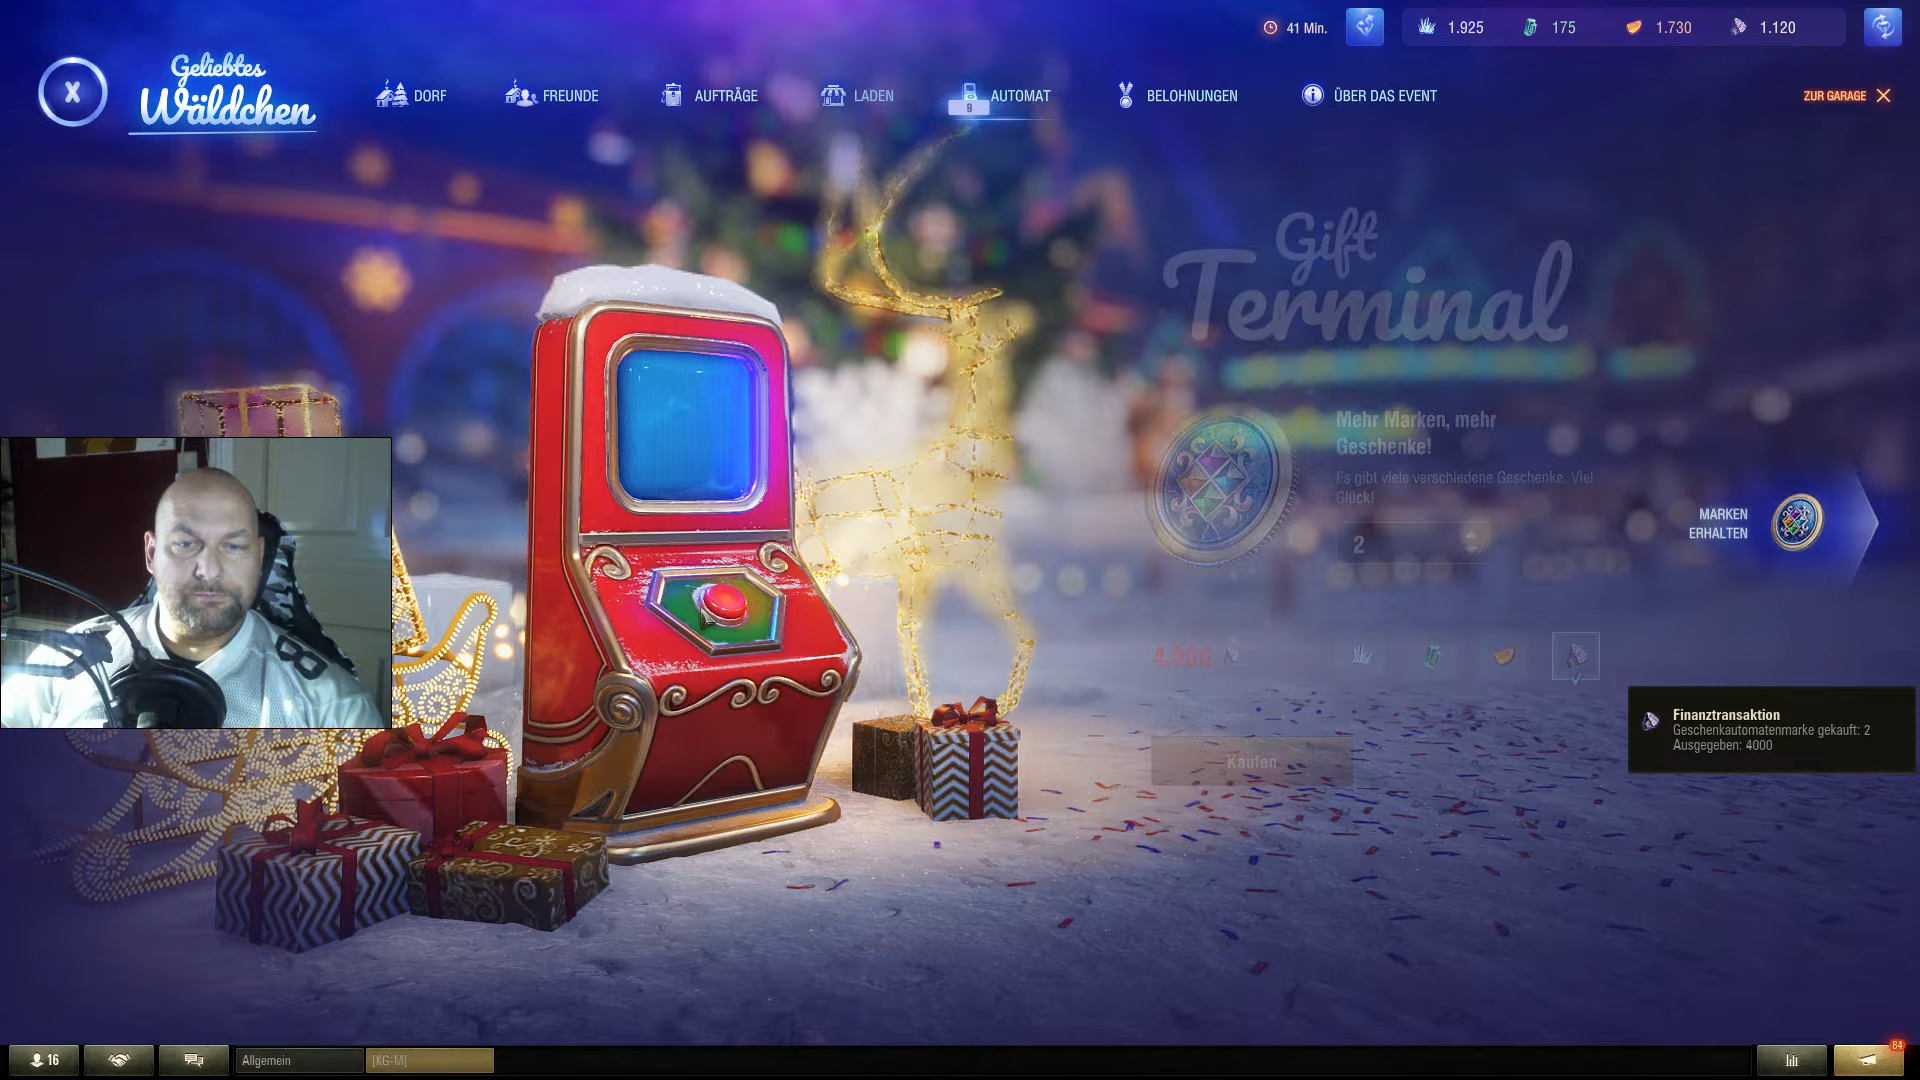 41 Min.
1.925
175
1.730
1.120
X
Geliebtes
Wäldchen
DORF
FREUNDE
AUFTRÄGE
LADEN
9
AUTOMAT
BELOHNUNGEN
ÜBER DAS EVENT
ZUR GARAGE
Gift
Terminal
Mehr Marken, mehr
Geschenke!
Es gibt viele verschiedene Geschenke. Viel
Glück!
2
MARKEN
ERHALTEN
4.000
Kaufen
Finanztransaktion
Geschenkautomatenmarke gekauft: 2
Ausgegeben: 4000
16
Allgemein
[KG-M]
84